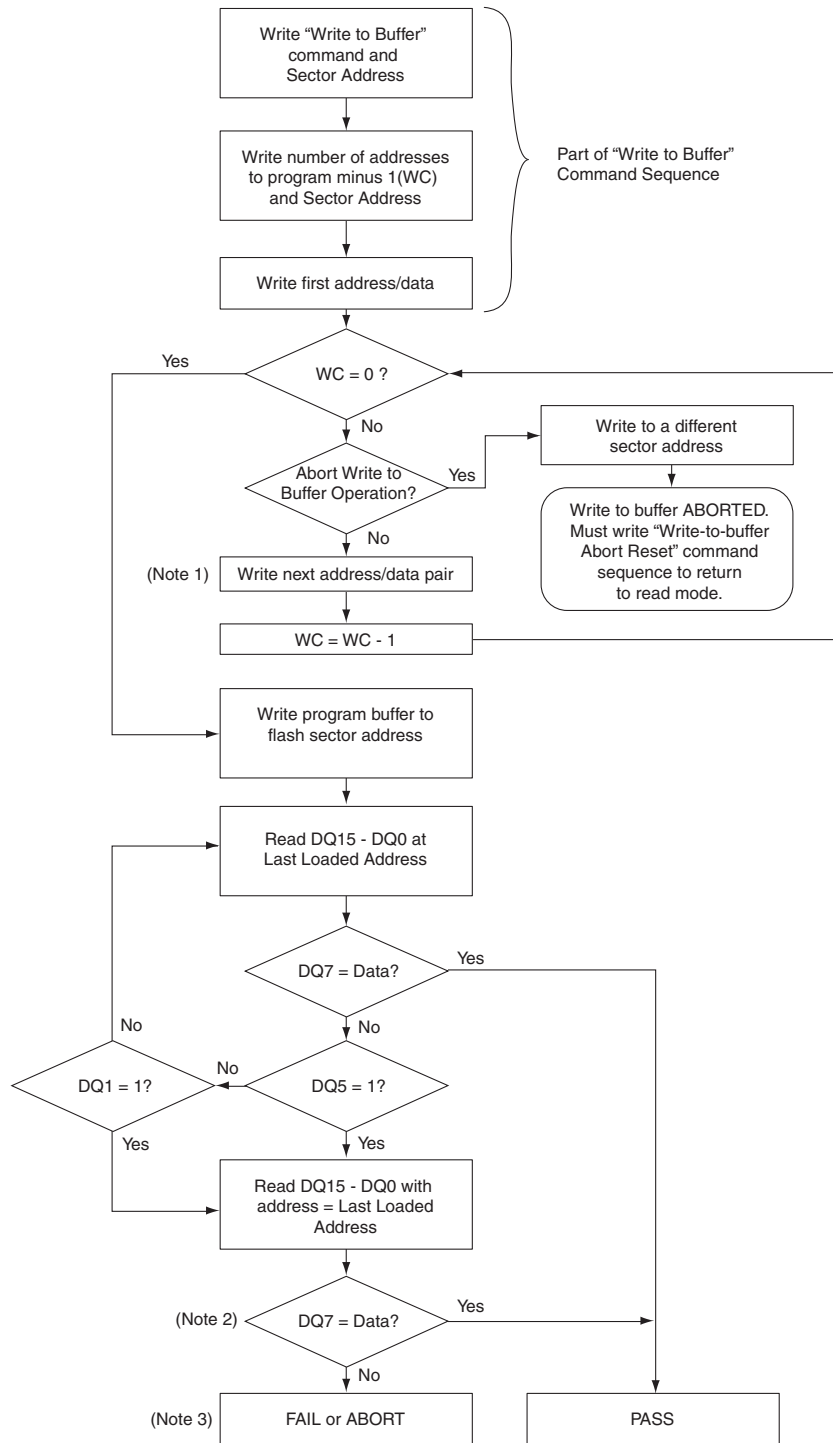 Write “Write to Buffer”
command and
Sector Address
Write number of addresses
to program minus 1(WC)
and Sector Address
Part of “Write to Buffer”
Command Sequence
Write first address/data
Yes
WC = 0 ?
No
Write to a different
sector address
Abort Write to
Buffer Operation?
Yes
Write to buffer ABORTED.
Must write “Write-to-buffer
Abort Reset” command
sequence to return
to read mode.
No
(Note 1)
Write next address/data pair
WC = WC - 1
Write program buffer to
flash sector address
Read DQ15 - DQ0 at
Last Loaded Address
Yes
DQ7 = Data?
No
No
No
DQ1 = 1?
DQ5 = 1?
Yes
Yes
Read DQ15 - DQ0 with
address = Last Loaded
Address
Yes
(Note 2)
DQ7 = Data?
No
(Note 3)
FAIL or ABORT
PASS